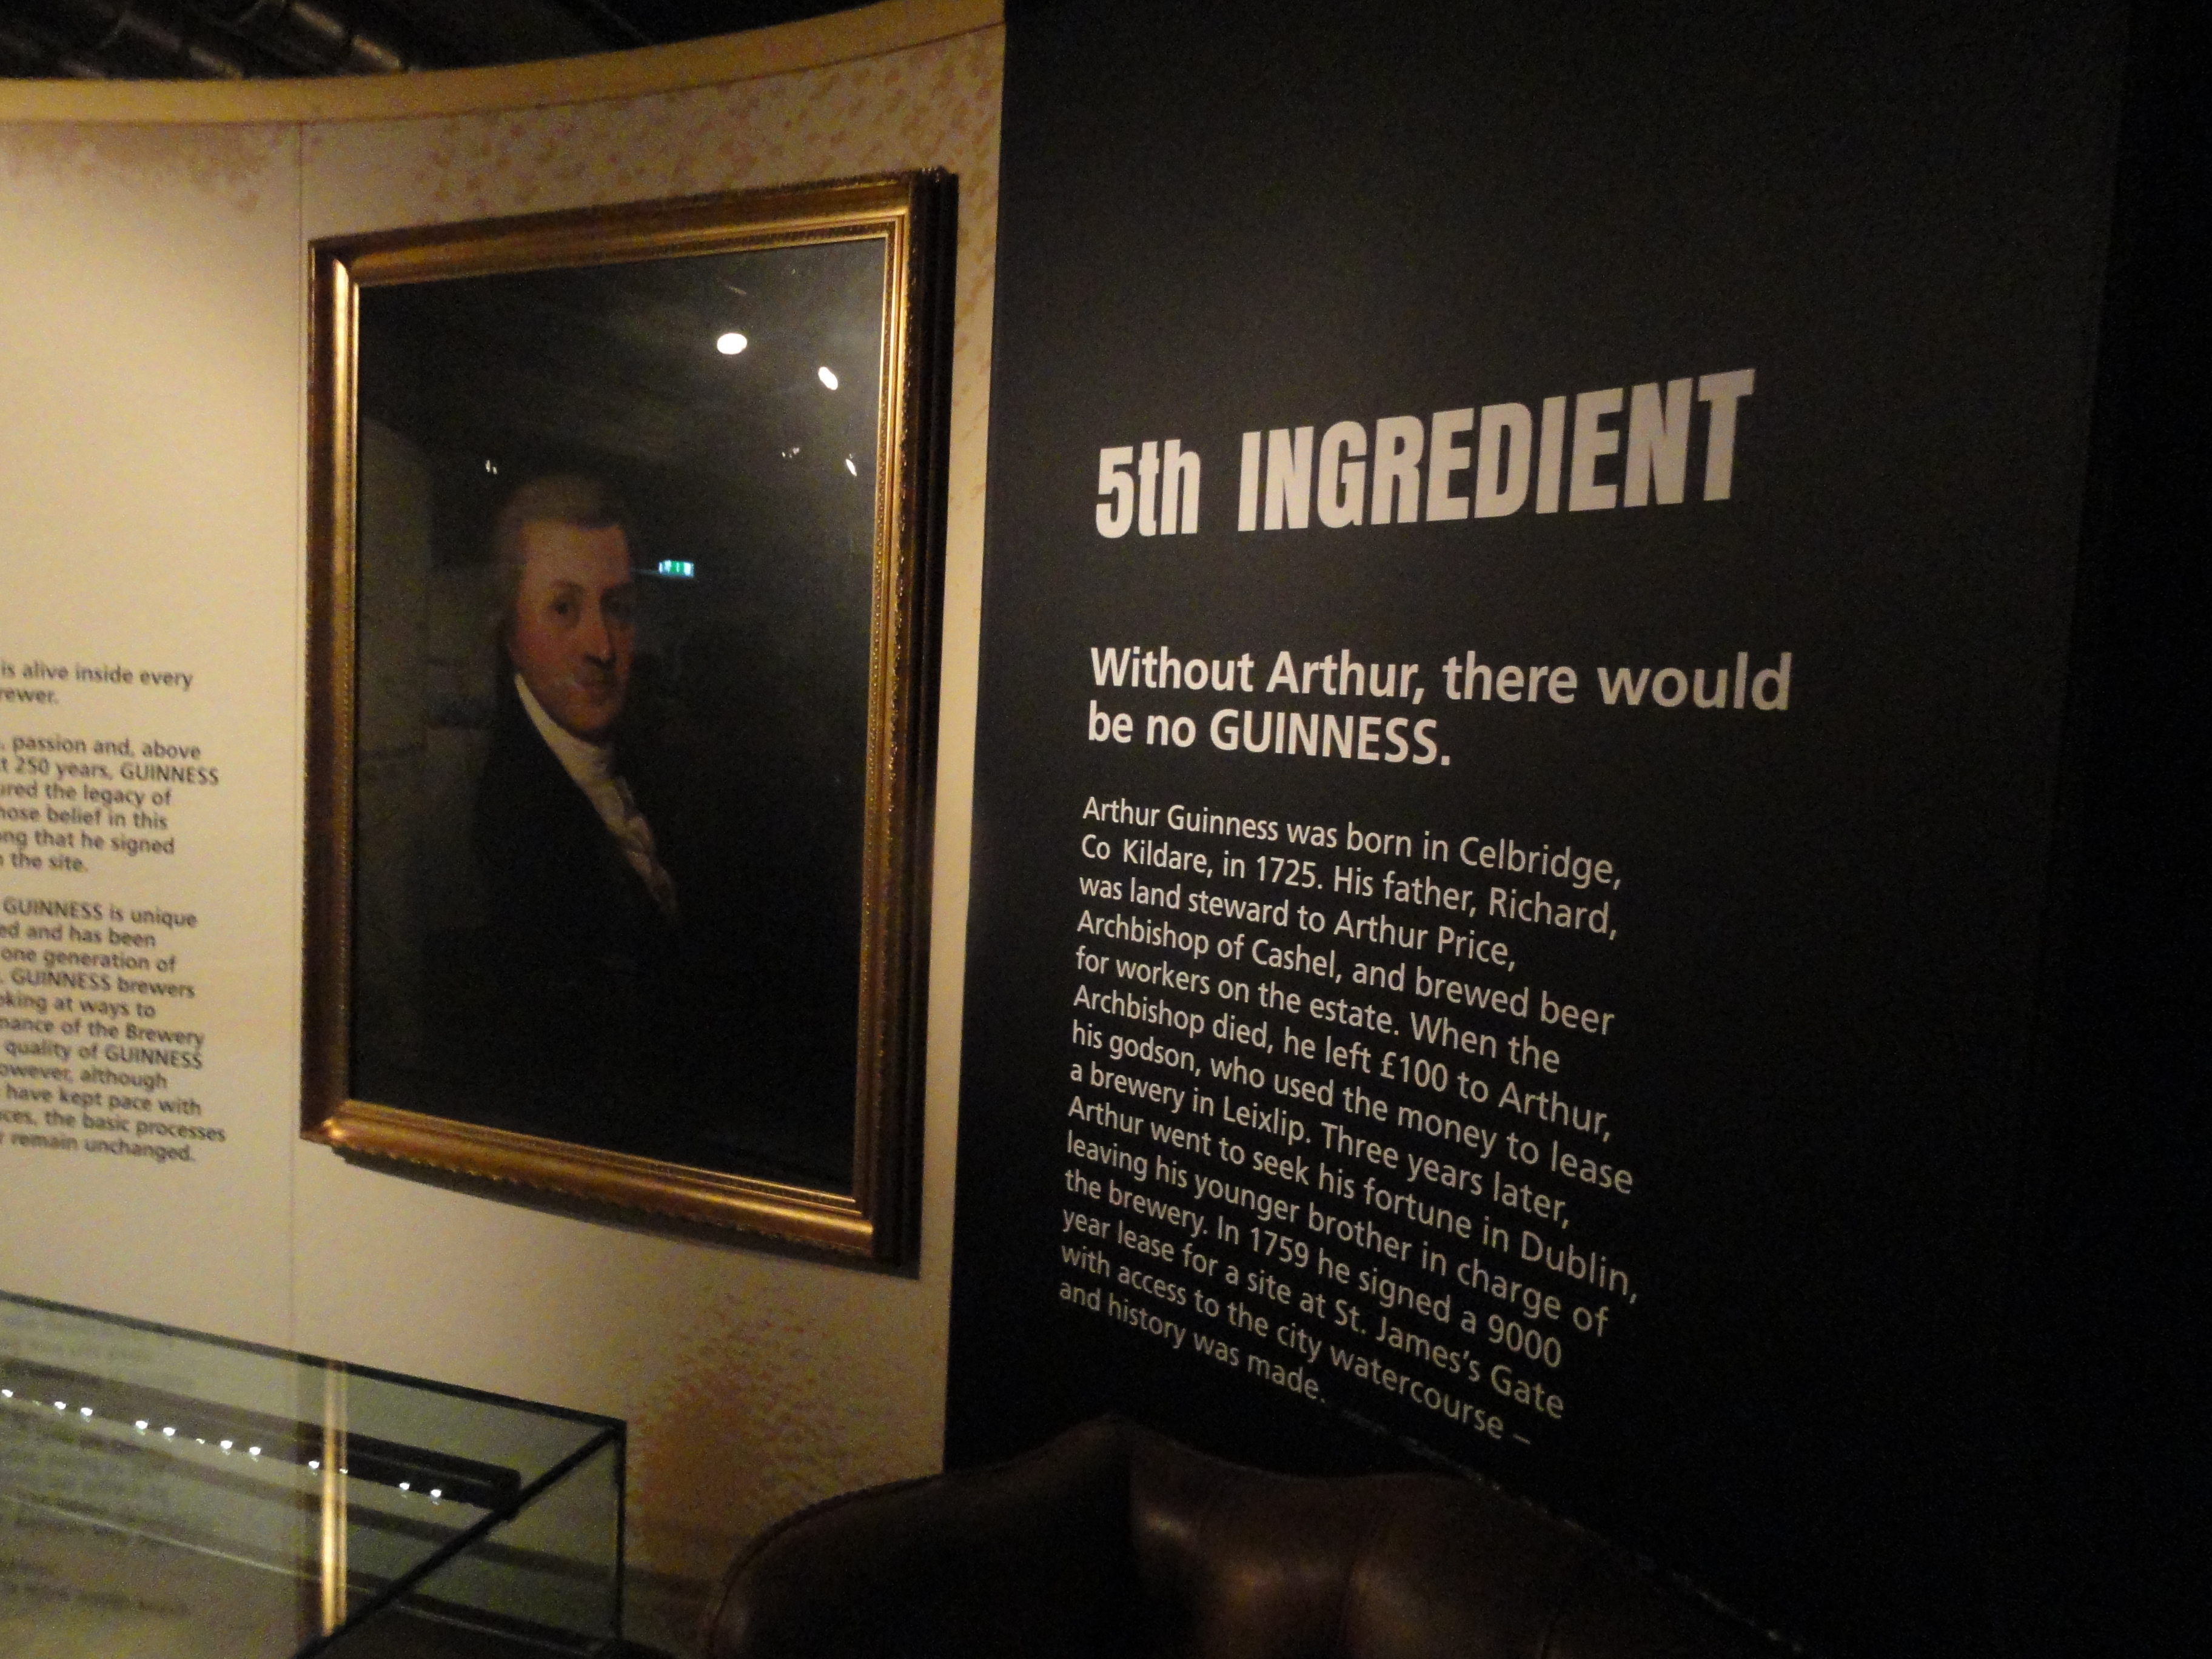 is alive inside every
passion and, above
250 years, GUINNESS
the legacy of
belief in this
that he signed
the site.
GUINNESS is unique
and has been
one generation of
GUINNESS brewers
at ways to
of the Brewery
quality of GUINNESS
although
have kept pace with
the basic processes
remain unchanged.
5th INGREDIENT
Without Arthur, there would
be no GUINNESS.
Arthur Guinness was born in Celbridge,
Co Kildare, in 1725. His father, Richard,
was land steward to Arthur Price,
Archbishop of Cashel, and brewed beer
for workers on the estate. When the
Archbishop died, he left £100 to Arthur,
his godson, who used the money to lease
a brewery in Leixlip. Three years later,
Arthur went to seek his fortune in Dublin,
leaving his younger brother in charge of
the brewery. In 1759 he signed a 9000
year lease for a site at St. James's Gate
with access to the city watercourse –
and history was made.